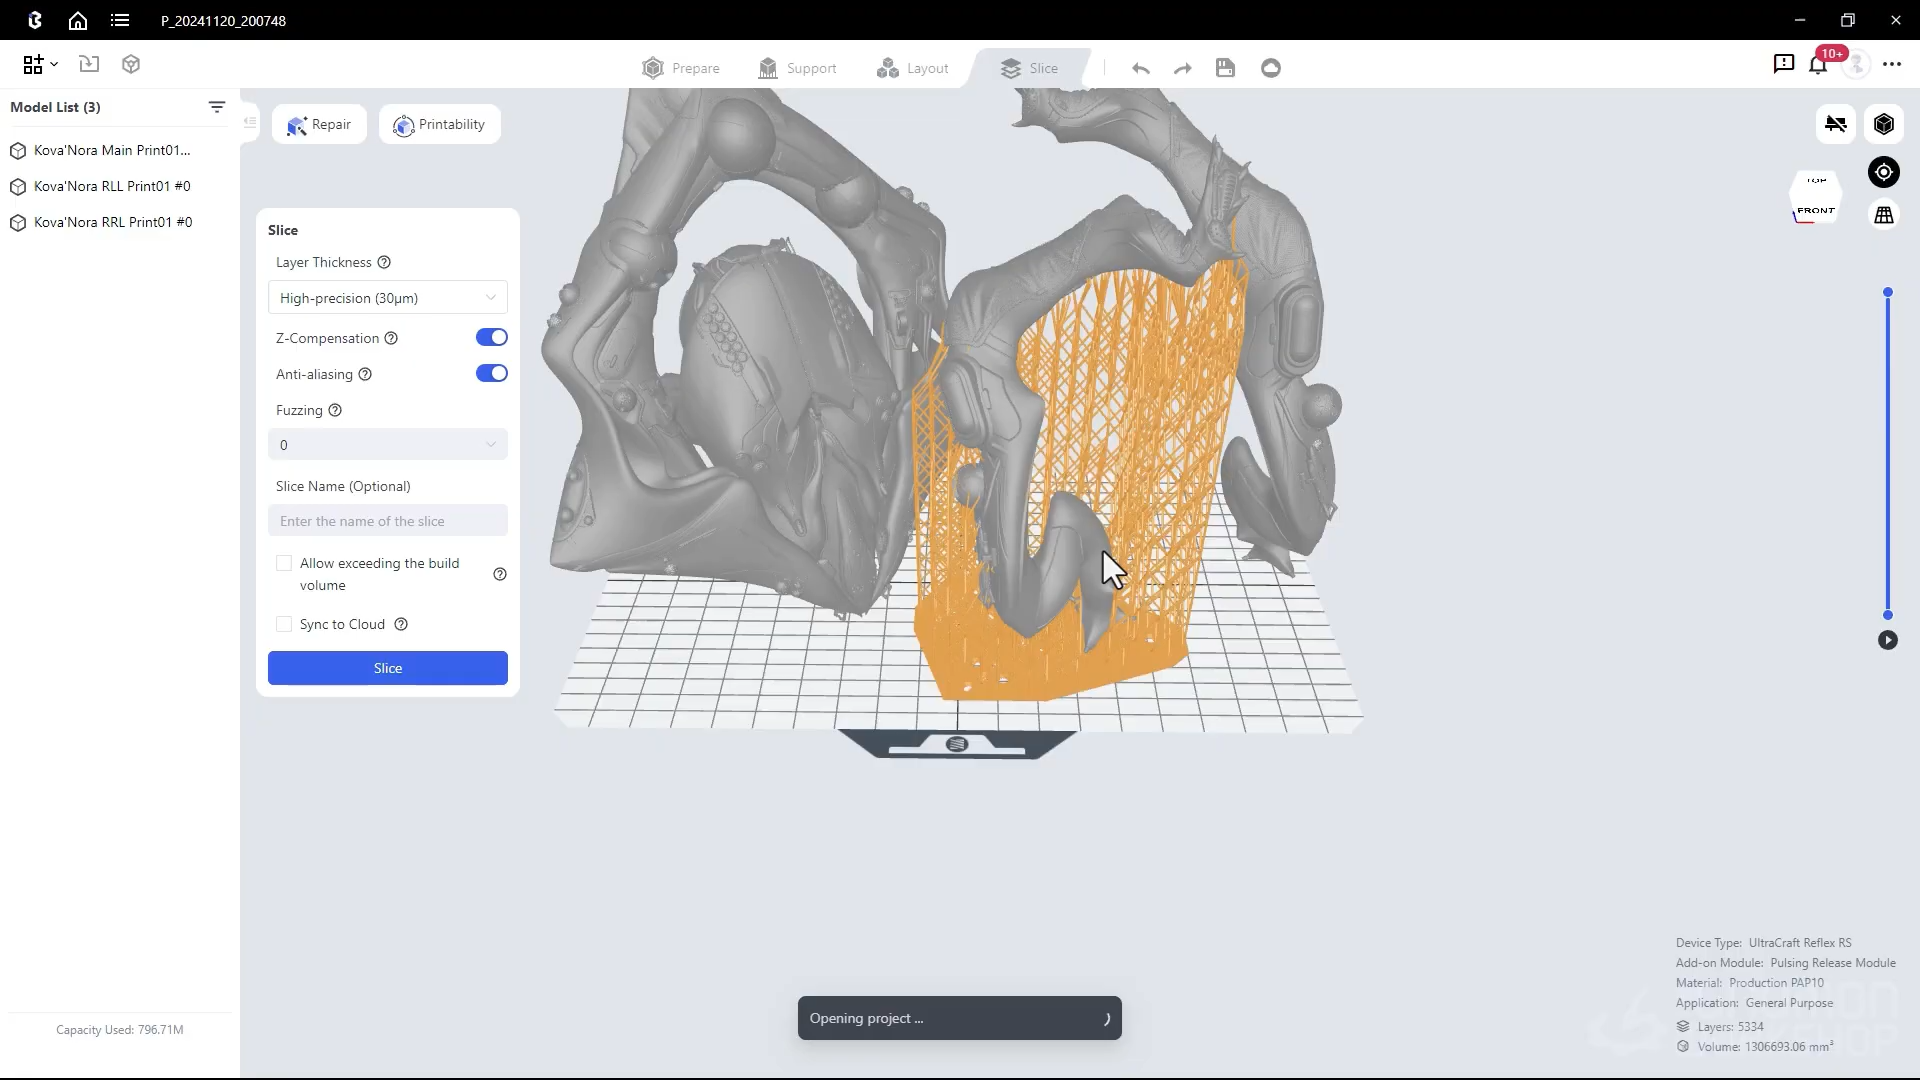 P_20241120_200748
Prepare
Support
Layout
Slice
10+
Model List (3)
Repair
Printability
Kova'Nora Main Print01...
Kova'Nora RLL Print01 #0
Kova'Nora RRL Print01 #0
TOP
FRONT
Slice
Layer Thickness
High-precision (30μm)
Z-Compensation
Anti-aliasing
Fuzzing
0
Slice Name (Optional)
Enter the name of the slice
Allow exceeding the build
volume
Sync to Cloud
Slice
Device Type: UltraCraft Reflex RS
Add-on Module: Pulsing Release Module
Material: Production PAP10
Application: General Purpose
Layers: 5334
Volume: 1306693.06 mm³
Opening project ...
Capacity Used: 796.71M